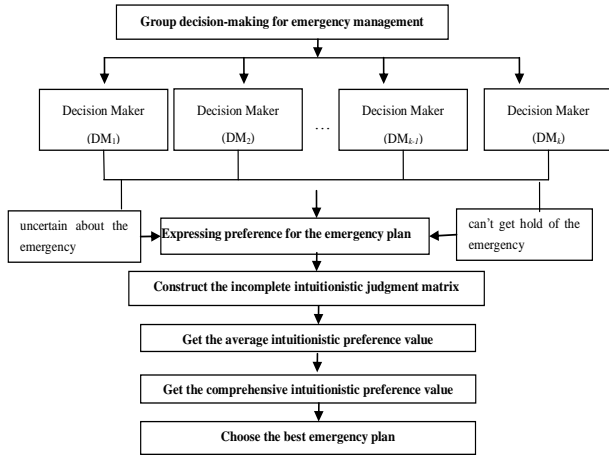 Group decision-making for emergency management
Decision Maker
(DM1)
Decision Maker
(DM2)
...
Decision Maker
(DMk-1)
Decision Maker
(DMk)
uncertain about the
emergency
Expressing preference for the emergency plan
can't get hold of the
emergency
Construct the incomplete intuitionistic judgment matrix
Get the average intuitionistic preference value
Get the comprehensive intuitionistic preference value
Choose the best emergency plan